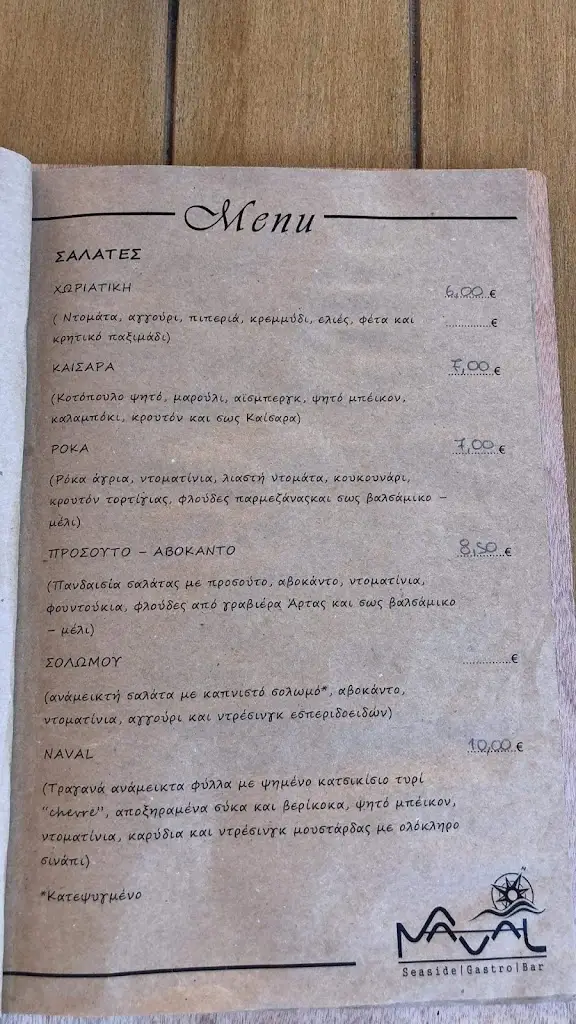 Menu
ΣΑΛΑΤΕΣ
ΧΩΡΙΑΤΙΚΗ 6,00 €
( Ντομάτα, αγγούρι, πιπεριά, κρεμμύδι, ελιές, φέτα και ...............€
κρητικό παξιμάδι)
ΚΑΙΣΑΡΑ 7,00 €
(Κοτόπουλο ψητό, μαρούλι, αισμπεργκ, ψητό μπέικον,
καλαμπόκι, κρουτόν και σως Καίσαρα)
ΡΟΚΑ 7,00 €
(Ρόκα άγρια, ντοματίνια, λιαστή ντομάτα, κουκουνάρι,
κρουτόν τορτίγιας, φλούδες παρμεζάναςκαι σως βαλσάμικο –
μέλι)
ΠΡΟΣΟΥΤΟ – ΑΒΟΚΑΝΤΟ 8,50 €
(Πανδαισία σαλάτας με προσούτο, αβοκάντο, ντοματίνια,
φουντούκια, φλούδες από γραβιέρα Άρτας και σως βαλσάμικο
– μέλι)
ΣΟΛΩΜΟΥ ...............€
(ανάμεικτή σαλάτα με καπνιστό σολωμό*, αβοκάντο,
ντοματίνια, αγγούρι και ντρέσινγκ εσπεριδοειδών)
NAVAL 10,00 €
(Τραγανά ανάμεικτα φύλλα με ψημένο κατσικίσιο τυρί
"chevre", αποξηραμένα σύκα και βερίκοκα, ψητό μπέικον,
ντοματίνια, καρύδια και ντρέσινγκ μουστάρδας με ολόκληρο
σινάπι)
*Κατεψυγμένο
N
NAVAL
Seaside|Gastro|Bar